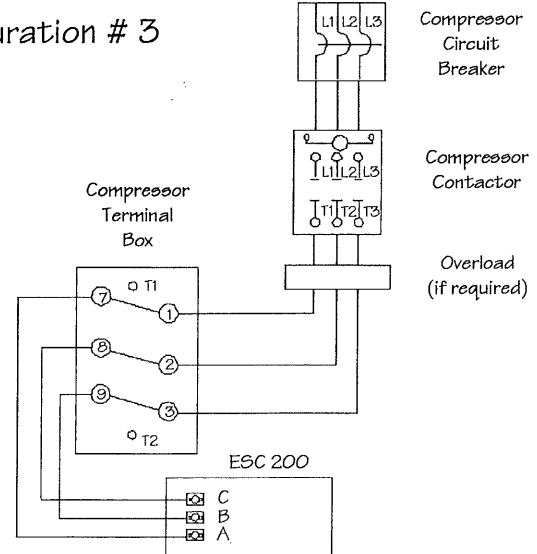 uration # 3
L1 L2 L3
Compressor
Circuit
Breaker
L1 L2 L3
T1 T2 T3
Compressor
Contactor
Overload
(if required)
Compressor
Terminal
Box
T1
7
1
8
2
9
3
T2
ESC 200
C
B
A